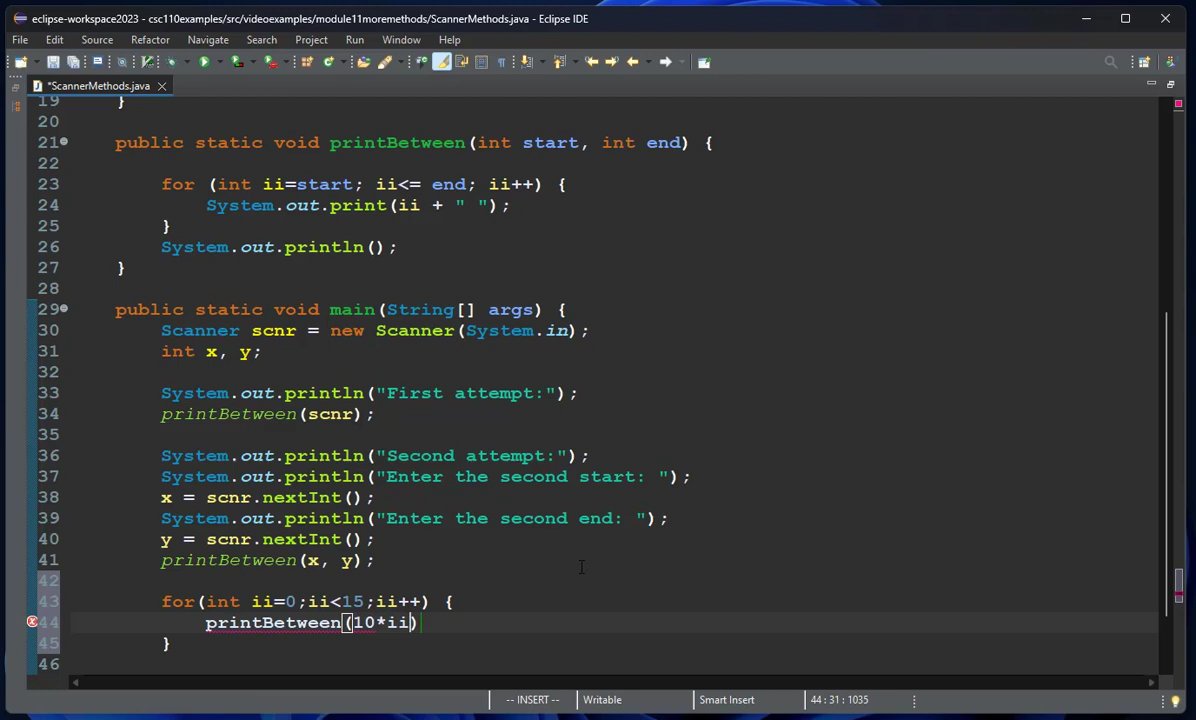 eclipse-workspace2023 - csc110examples/src/videoexamples/module11moremethods/ScannerMethods.java - Eclipse IDE
File Edit Source Refactor Navigate Search Project Run Window Help
*ScannerMethods.java
19 }
20
21 public static void printBetween(int start, int end) {
22
23 for (int ii=start; ii<= end; ii++) {
24 System.out.print(ii + " ");
25 }
26 System.out.println();
27 }
28
29 public static void main(String[] args) {
30 Scanner scnr = new Scanner(System.in);
31 int x, y;
32
33 System.out.println("First attempt:");
34 printBetween(scnr);
35
36 System.out.println("Second attempt:");
37 System.out.println("Enter the second start: ");
38 x = scnr.nextInt();
39 System.out.println("Enter the second end: ");
40 y = scnr.nextInt();
41 printBetween(x, y);
42
43 for(int ii=0;ii<15;ii++) {
44 printBetween(10*ii)
45 }
46
-- INSERT -- Writable Smart Insert 44 : 31 : 1035